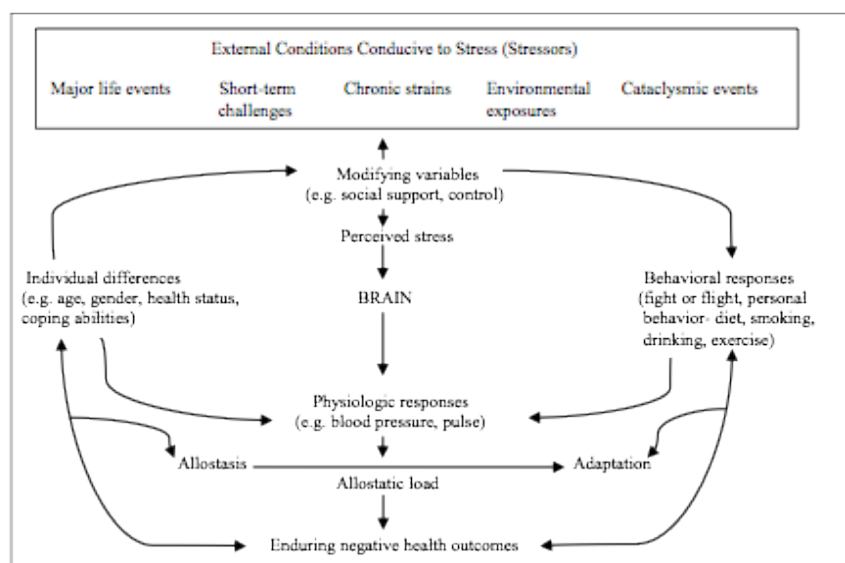 External Conditions Conducive to Stress (Stressors)
Major life events
Short-term
challenges
Chronic strains
Environmental
exposures
Cataclysmic events
Modifying variables
(e.g. social support, control)
Perceived stress
Individual differences
(e.g. age, gender, health status,
coping abilities)
BRAIN
Behavioral responses
(fight or flight, personal
behavior- diet, smoking,
drinking, exercise)
Physiologic responses
(e.g. blood pressure, pulse)
Allostasis
Adaptation
Allostatic load
Enduring negative health outcomes